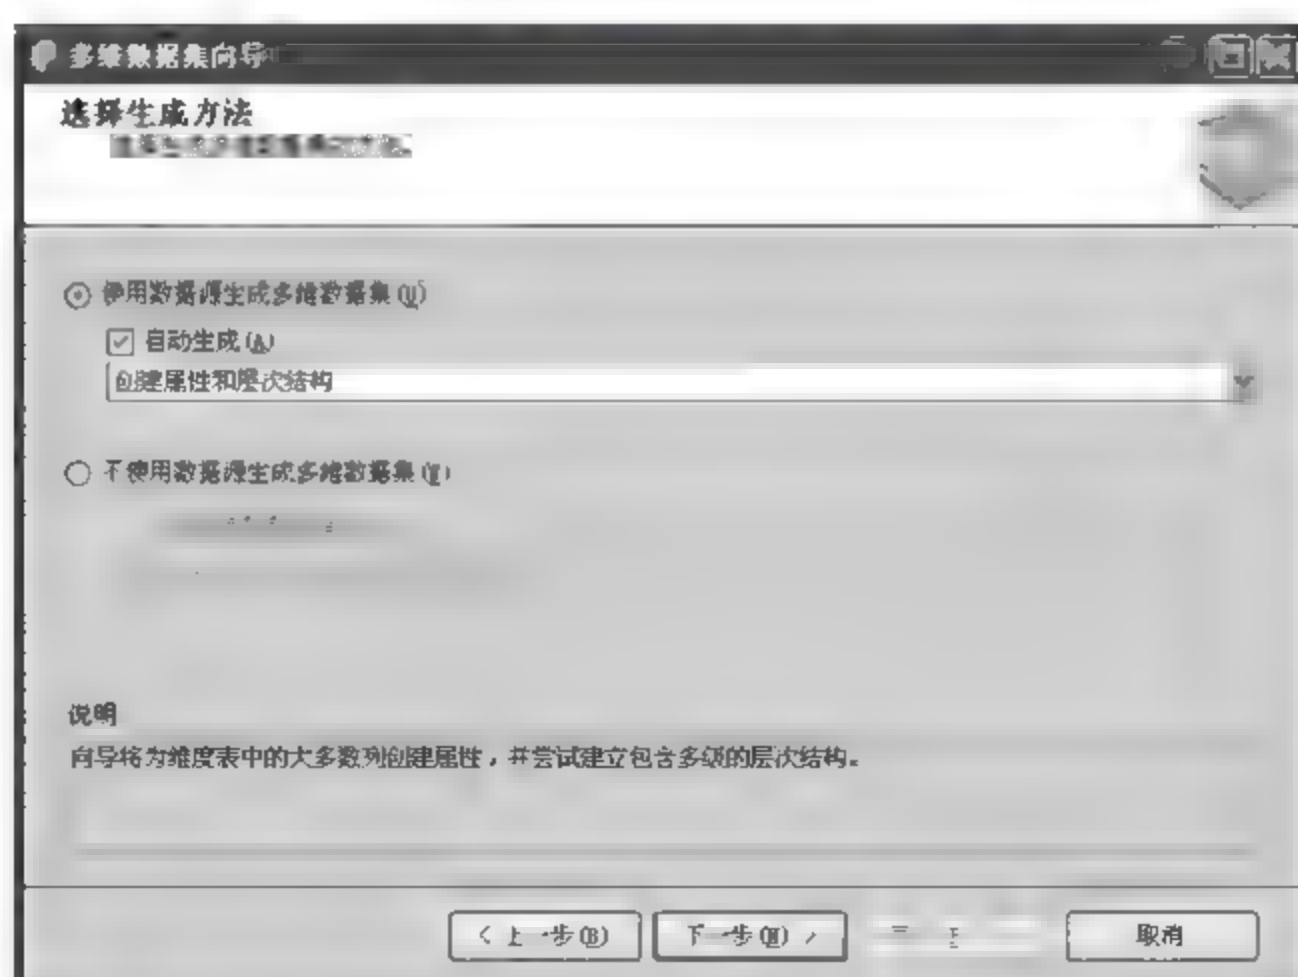 多维数据集向导
选择生成方法
使用数据源生成多维数据集(U)
自动生成(A)
创建属性和层次结构
不使用数据源生成多维数据集(T)
说明
向导将为维度表中的大多数列创建属性，并尝试建立包含多级的层次结构。
< 上一步(B)
下一步(N) >
取消